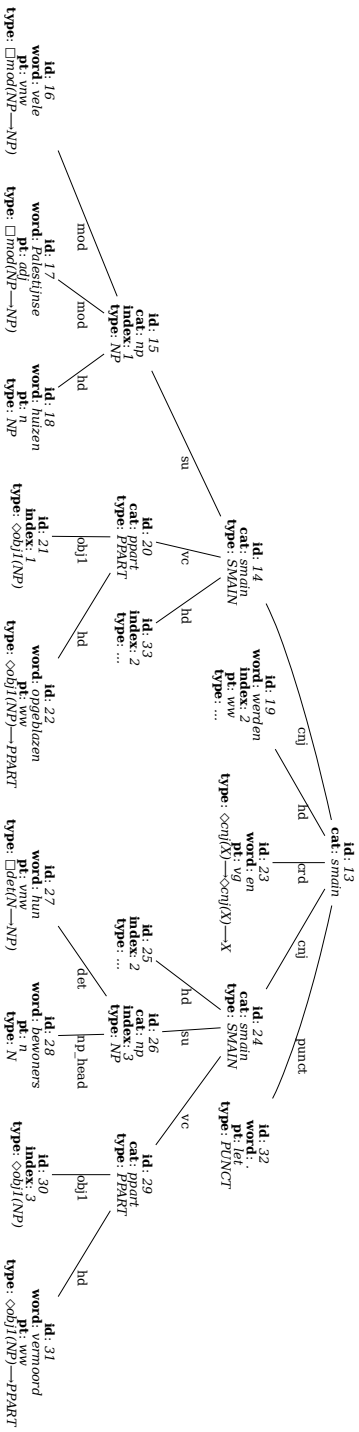 id: 13
cat: smain
cnj
hd
crd
cnj
punct
id: 14
cat: smain
type: SMAIN
id: 19
word: werden
index: 2
pt: ww
type: ...
id: 23
word: en
pt: vg
type: ◇cnj(X)⟶◇cnj(X)⟶X
id: 24
cat: smain
type: SMAIN
id: 32
word: .
pt: let
type: PUNCT
su
vc
hd
hd
su
vc
id: 15
cat: np
index: 1
type: NP
id: 20
cat: ppart
type: PPART
id: 33
index: 2
type: ...
id: 25
index: 2
type: ...
id: 26
cat: np
index: 3
type: NP
id: 29
cat: ppart
type: PPART
mod
mod
hd
obj1
hd
det
np_head
obj1
hd
id: 16
word: vele
pt: vnw
type: □mod(NP⟶NP)
id: 17
word: Palestijnse
pt: adj
type: □mod(NP⟶NP)
id: 18
word: huizen
pt: n
type: NP
id: 21
index: 1
type: ◇obj1(NP)
id: 22
word: opgeblazen
pt: ww
type: ◇obj1(NP)⟶PPART
id: 27
word: hun
pt: vnw
type: □det(N⟶NP)
id: 28
word: bewoners
pt: n
type: N
id: 30
index: 3
type: ◇obj1(NP)
id: 31
word: vermoord
pt: ww
type: ◇obj1(NP)⟶PPART